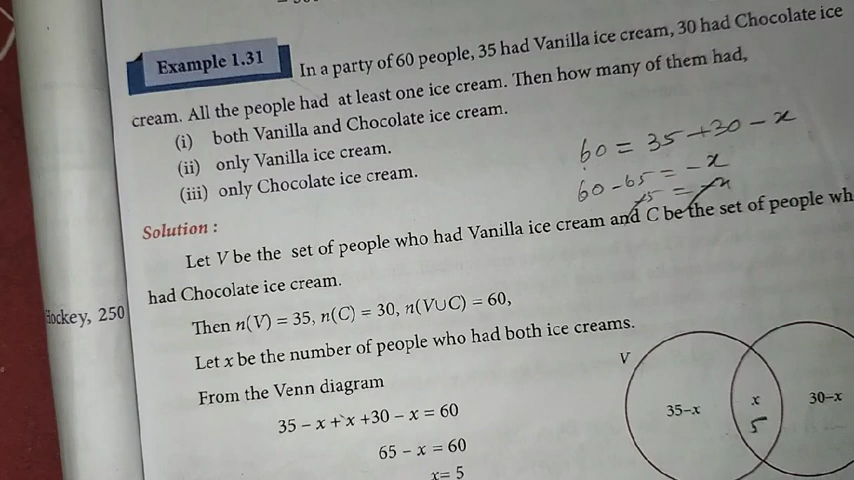 Example 1.31 In a party of 60 people, 35 had Vanilla ice cream, 30 had Chocolate ice
cream. All the people had at least one ice cream. Then how many of them had,
(i) both Vanilla and Chocolate ice cream.
(ii) only Vanilla ice cream.
(iii) only Chocolate ice cream.
60 = 35 + 30 - x
60 - 65 = - x
-5 = -x
Solution :
Let V be the set of people who had Vanilla ice cream and C be the set of people wh
had Chocolate ice cream.
Hockey, 250
Then n(V) = 35, n(C) = 30, n(V∪C) = 60,
Let x be the number of people who had both ice creams.
From the Venn diagram
35 – x + x +30 – x = 60
65 – x = 60
x= 5
V
35–x
x
5
30–x